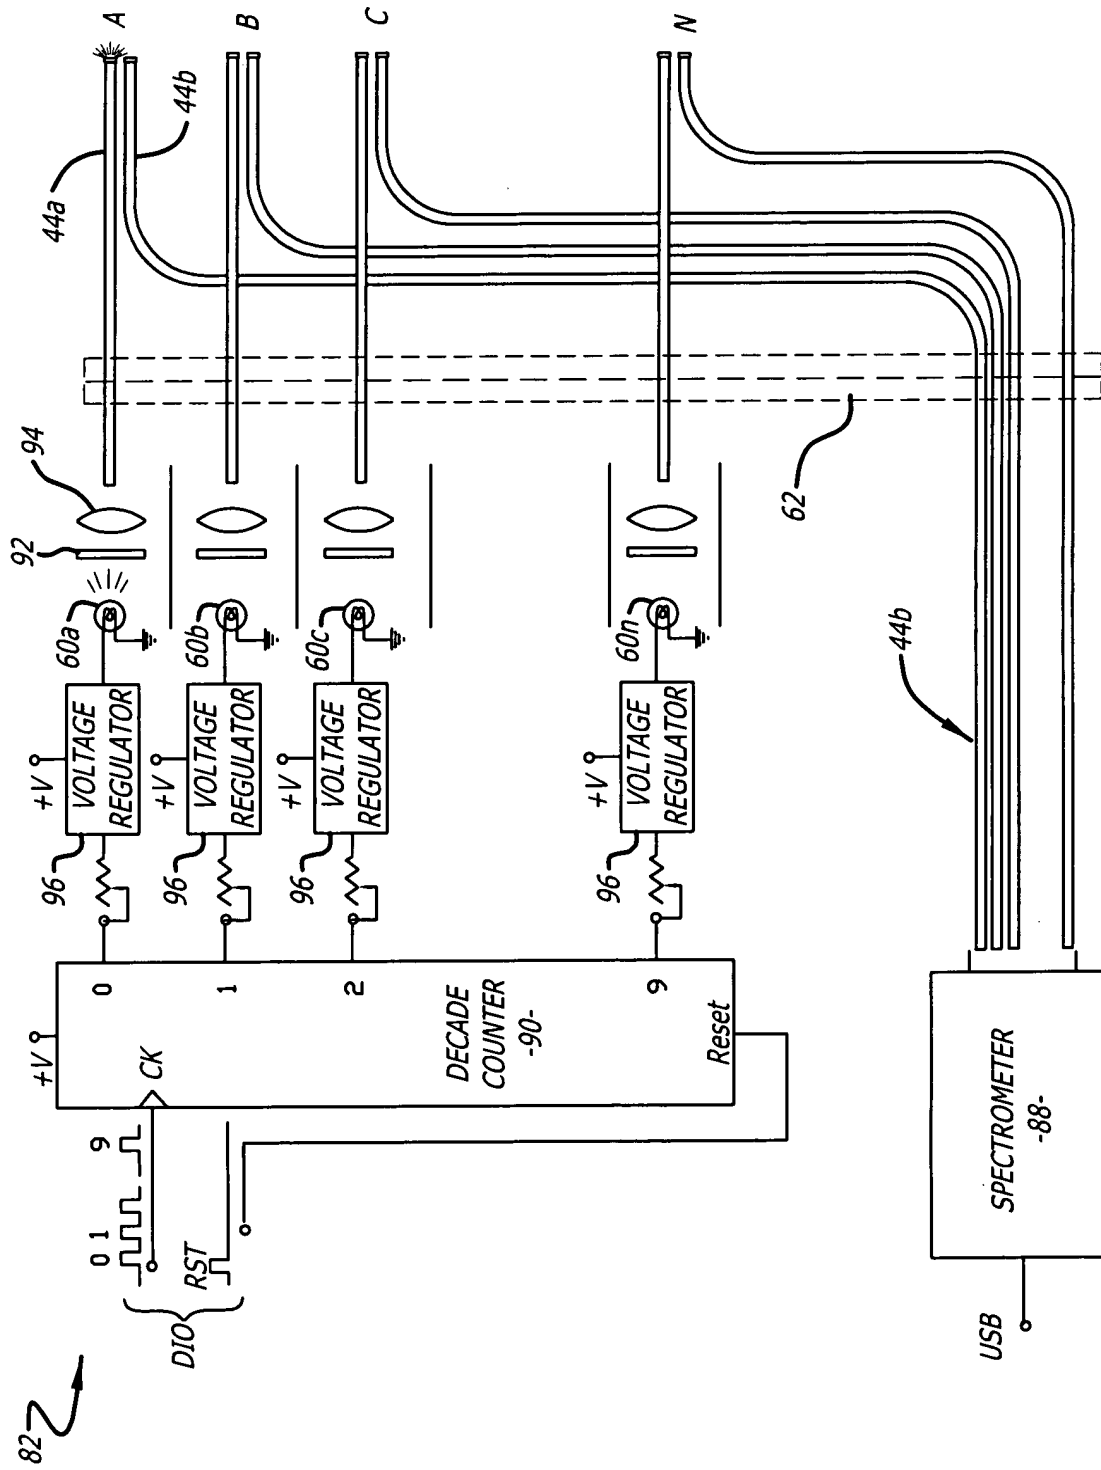 82
DIO
0 1 9
RST
+V
CK
0
1
2
9
DECADE
COUNTER
-90-
Reset
96
+V
VOLTAGE
REGULATOR
60a
92
94
44a
44b
A
96
+V
VOLTAGE
REGULATOR
60b
B
96
+V
VOLTAGE
REGULATOR
60c
C
96
+V
VOLTAGE
REGULATOR
60n
N
62
44b
USB
SPECTROMETER
-88-